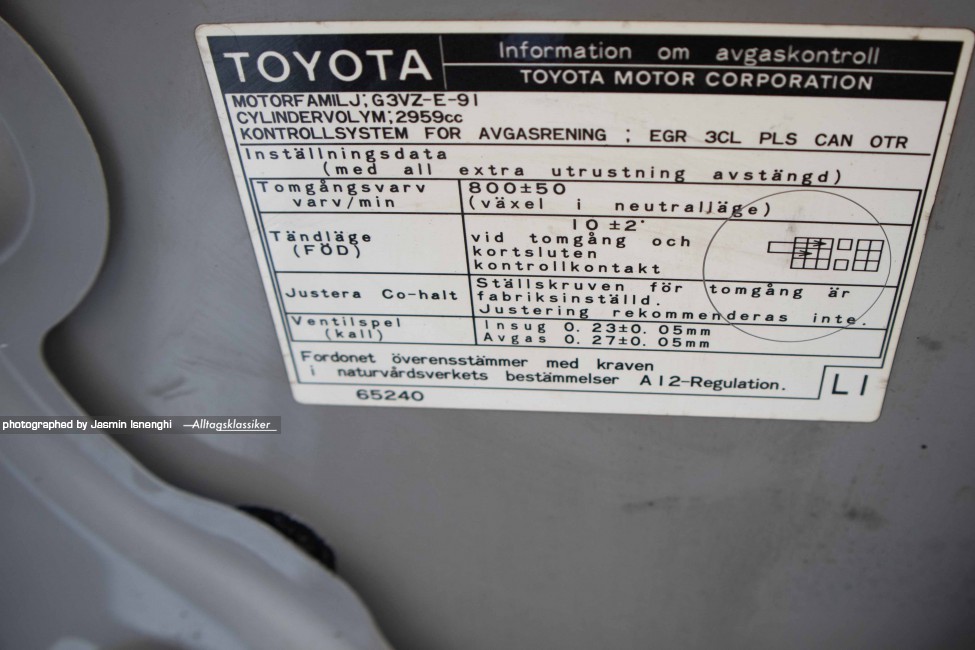 TOYOTA
Information om avgaskontroll
TOYOTA MOTOR CORPORATION
MOTORFAMILJ; G3VZ-E-91
CYLINDERVOLYM; 2959cc
KONTROLLSYSTEM FOR AVGASRENING ; EGR 3CL PLS CAN OTR
Inställningsdata
(med all extra utrustning avstängd)
Tomgångsvarv
varv/min
800±50
(växel i neutralläge)
Tändläge
(FÖD)
10±2°
vid tomgång och
kortsluten
kontrollkontakt
Justera Co-halt
Ställskruven för tomgång är
fabriksinställd.
Justering rekommenderas inte.
Ventilspel
(kall)
Insug 0. 23±0. 05mm
Avgas 0. 27±0. 05mm
Fordonet överensstämmer med kraven
i naturvårdsverkets bestämmelser A12-Regulation.
L1
65240
photographed by Jasmin Isnenghi —Alltagsklassiker